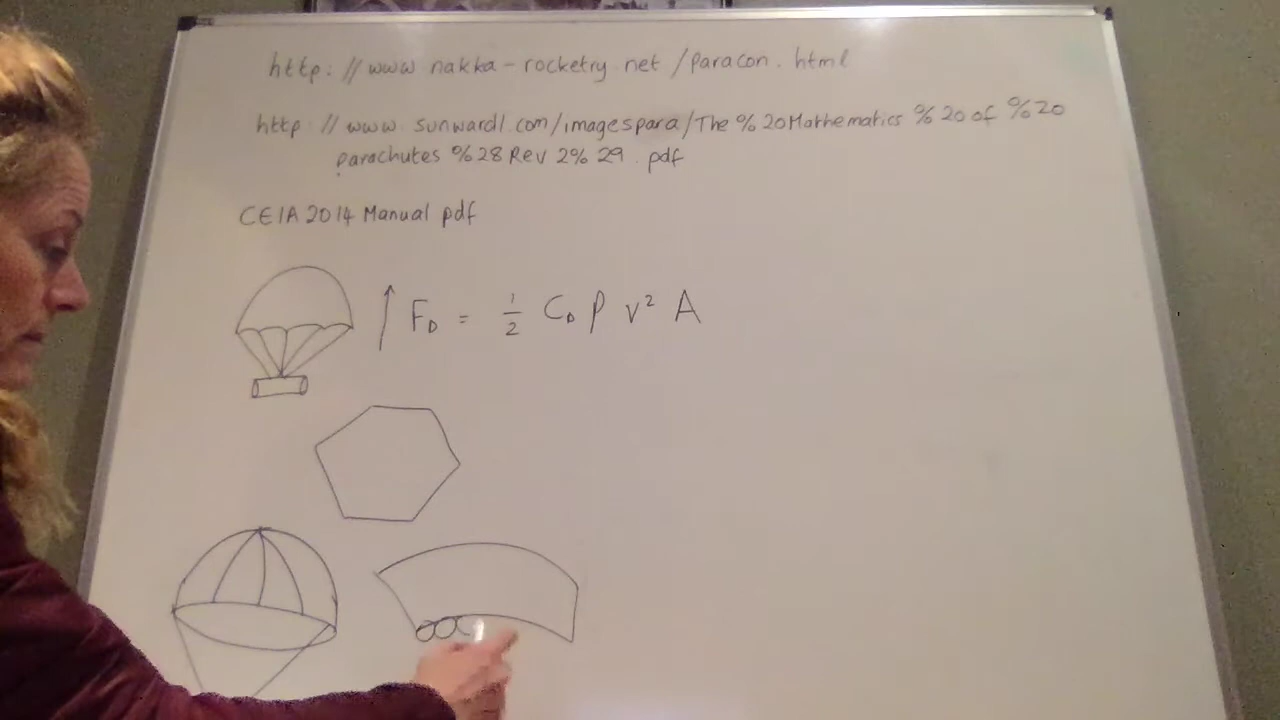 http://www.nakka-rocketry.net/paracon.html
http://www.sunward1.com/imagespara/The%20Mathematics%20of%20
parachutes%28Rev2%29.pdf
CEIA 2014 Manual pdf
F_D = 1/2 C_D ρ v² A